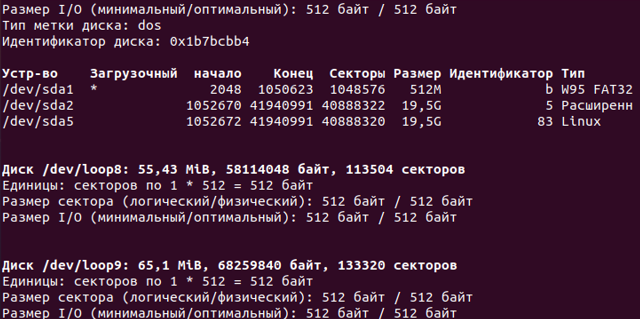 Размер I/O (минимальный/оптимальный): 512 байт / 512 байт
Тип метки диска: dos
Идентификатор диска: 0x1b7bcbb4
Устр-во Загрузочный начало Конец Секторы Размер Идентификатор Тип
/dev/sda1 * 2048 1050623 1048576 512M b W95 FAT32
/dev/sda2 1052670 41940991 40888322 19,5G 5 Расширенн
/dev/sda5 1052672 41940991 40888320 19,5G 83 Linux
Диск /dev/loop8: 55,43 MiB, 58114048 байт, 113504 секторов
Единицы: секторов по 1 * 512 = 512 байт
Размер сектора (логический/физический): 512 байт / 512 байт
Размер I/O (минимальный/оптимальный): 512 байт / 512 байт
Диск /dev/loop9: 65,1 MiB, 68259840 байт, 133320 секторов
Единицы: секторов по 1 * 512 = 512 байт
Размер сектора (логический/физический): 512 байт / 512 байт
Размер I/O (минимальный/оптимальный): 512 байт / 512 байт